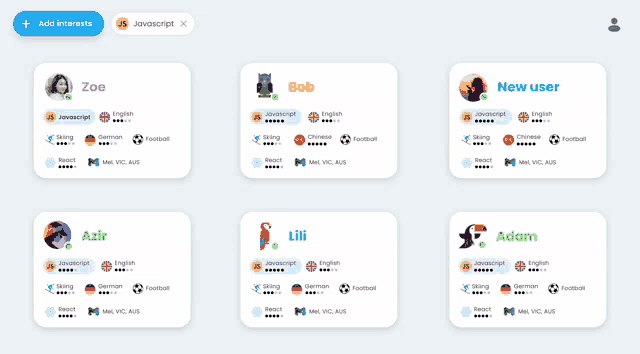 + Add interests
JS Javascript ×
Zoe
JS Javascript English
Skiing German Football
React Mel, VIC, AUS
Bob
JS Javascript English
Skiing Chinese Football
React Mel, VIC, AUS
New user
JS Javascript English
Skiing Chinese Football
React Mel, VIC, AUS
Azir
JS Javascript English
Skiing German Football
React Mel, VIC, AUS
Lili
JS Javascript English
Skiing German Football
React Mel, VIC, AUS
Adam
JS Javascript English
Skiing German Football
React Mel, VIC, AUS